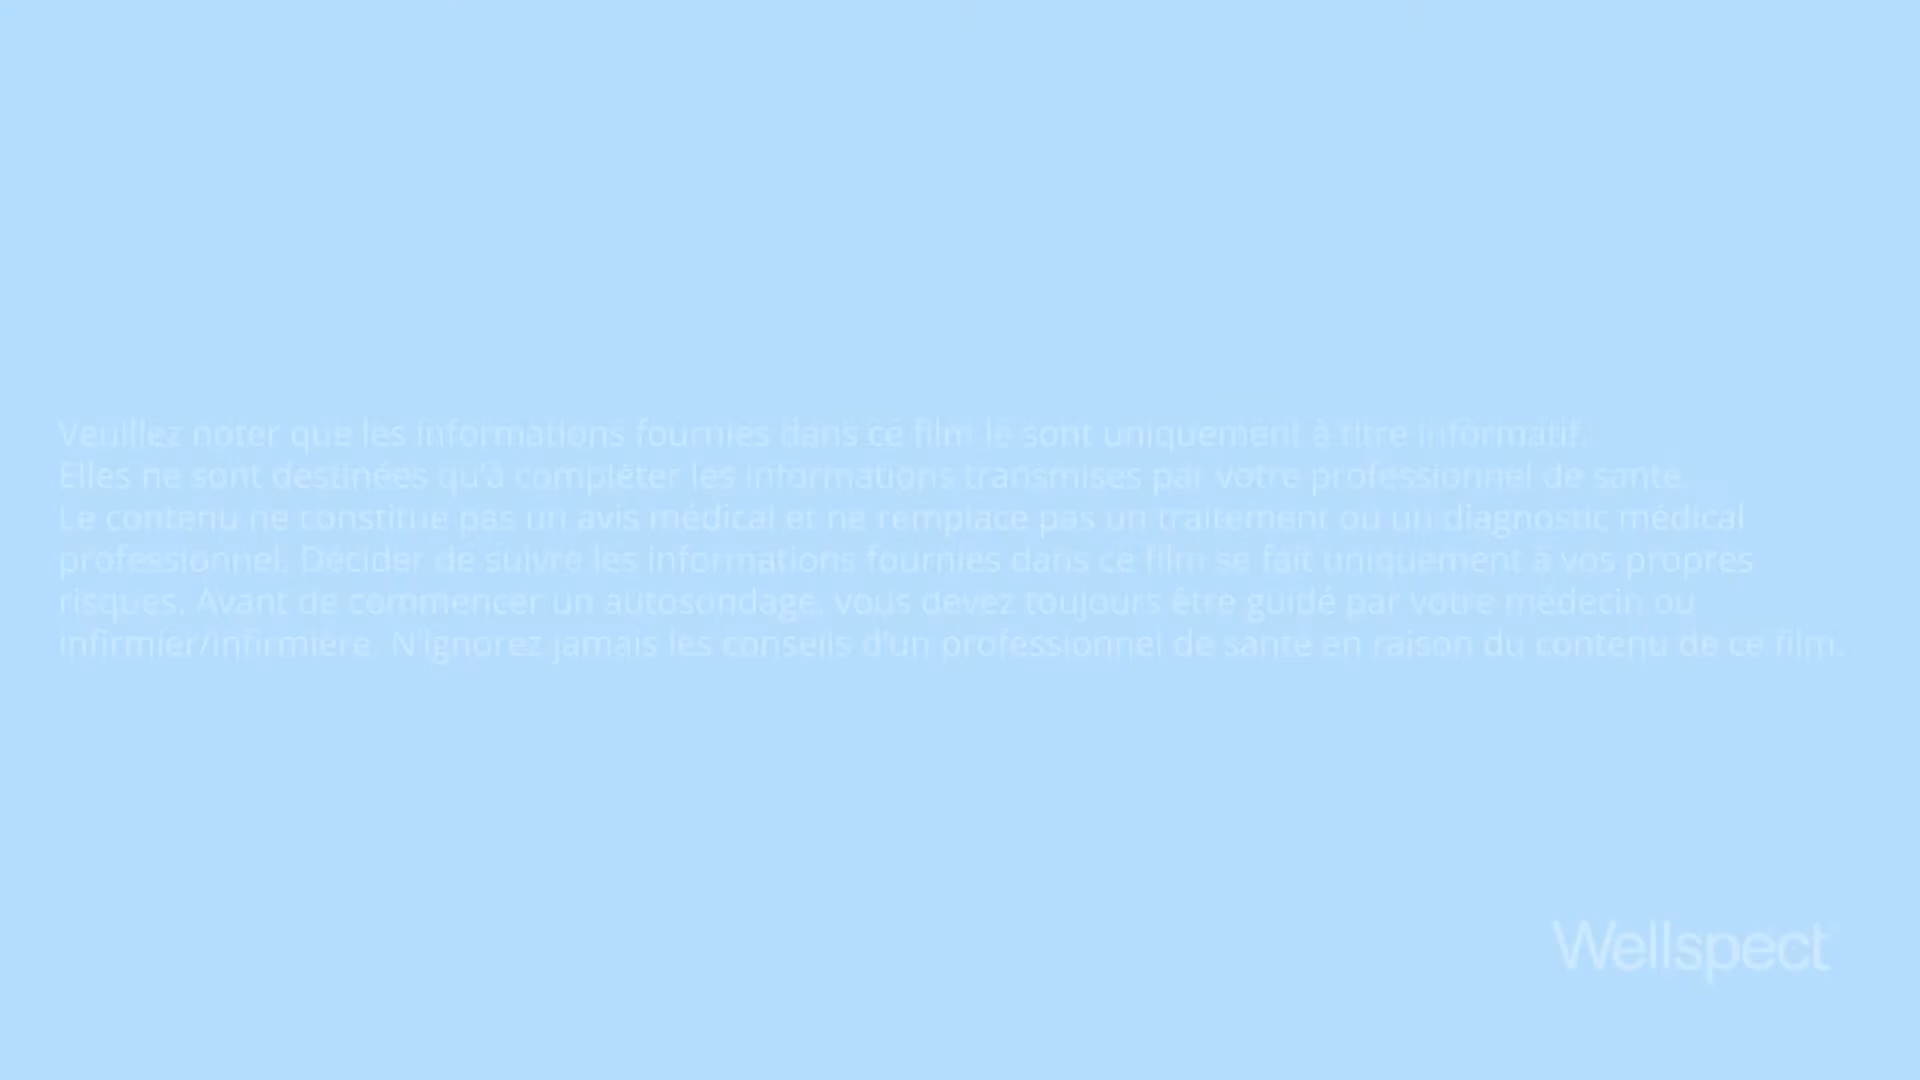 Veuillez noter que les informations fournies dans ce film le sont uniquement à titre informatif.
Elles ne sont destinées qu'à compléter les informations transmises par votre professionnel de santé.
Le contenu ne constitue pas un avis médical et ne remplace pas un traitement ou un diagnostic médical
professionnel. Décider de suivre les informations fournies dans ce film se fait uniquement à vos propres
risques. Avant de commencer un autosondage, vous devez toujours être guidé par votre médecin ou
infirmier/infirmière. N'ignorez jamais les conseils d'un professionnel de santé en raison du contenu de ce film.
Wellspect